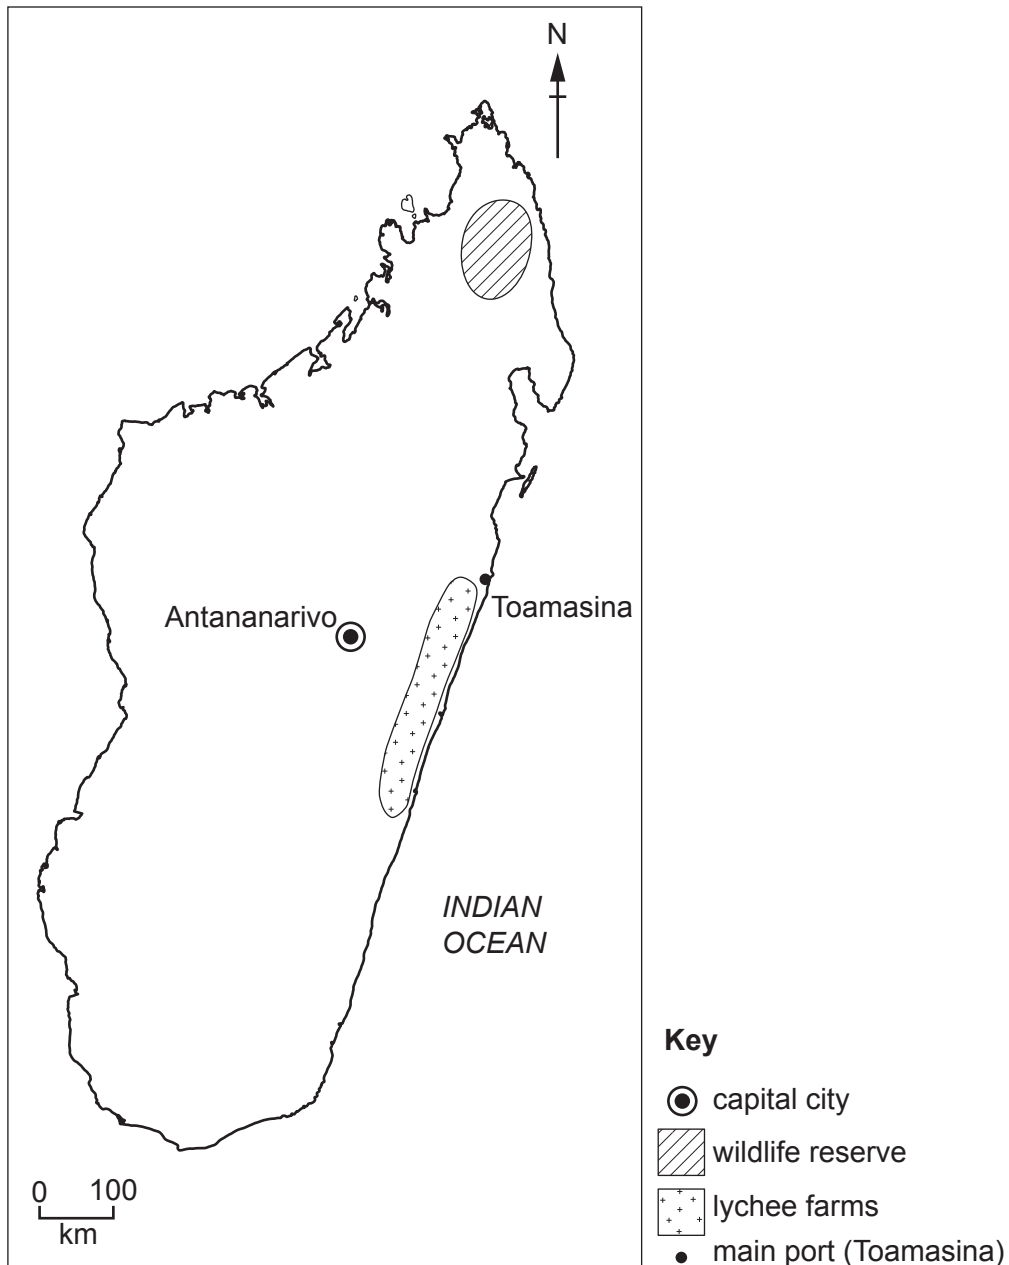 N
Antananarivo
Toamasina
INDIAN
OCEAN
0 100
km
Key
capital city
wildlife reserve
lychee farms
main port (Toamasina)